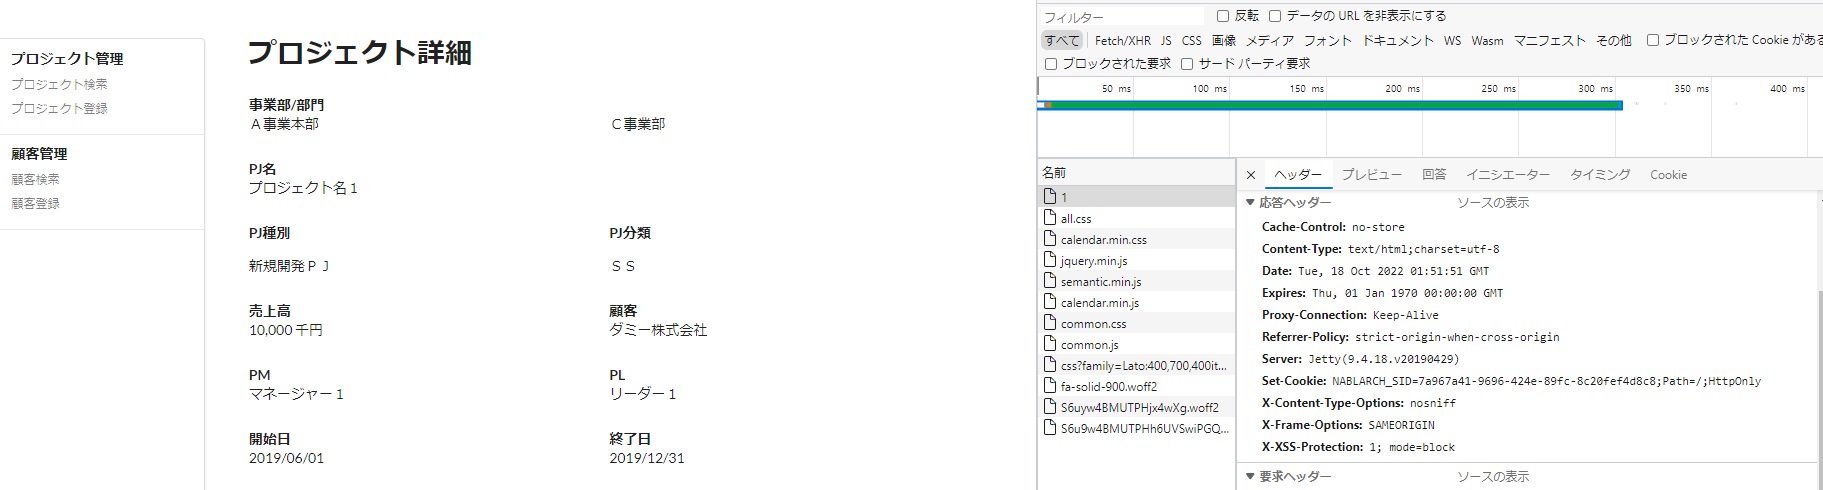 プロジェクト管理
プロジェクト検索
プロジェクト登録
顧客管理
顧客検索
顧客登録
プロジェクト詳細
事業部/部門
A事業本部 C事業部
PJ名
プロジェクト名1
PJ種別 PJ分類
新規開発PJ SS
売上高 顧客
10,000 千円 ダミー株式会社
PM PL
マネージャー1 リーダー1
開始日 終了日
2019/06/01 2019/12/31
フィルター 反転 データの URL を非表示にする
すべて Fetch/XHR JS CSS 画像 メディア フォント ドキュメント WS Wasm マニフェスト その他 ブロックされた Cookie がある
ブロックされた要求 サード パーティ要求
50 ms 100 ms 150 ms 200 ms 250 ms 300 ms 350 ms 400 ms
名前
1
all.css
calendar.min.css
jquery.min.js
semantic.min.js
calendar.min.js
common.css
common.js
css?family=Lato:400,700,400it...
fa-solid-900.woff2
S6uyw4BMUTPHjx4wXg.woff2
S6u9w4BMUTPHh6UVSwiPGQ...
× ヘッダー プレビュー 回答 イニシエーター タイミング Cookie
▼ 応答ヘッダー ソースの表示
Cache-Control: no-store
Content-Type: text/html;charset=utf-8
Date: Tue, 18 Oct 2022 01:51:51 GMT
Expires: Thu, 01 Jan 1970 00:00:00 GMT
Proxy-Connection: Keep-Alive
Referrer-Policy: strict-origin-when-cross-origin
Server: Jetty(9.4.18.v20190429)
Set-Cookie: NABLARCH_SID=7a967a41-9696-424e-89fc-8c20fef4d8c8;Path=/;HttpOnly
X-Content-Type-Options: nosniff
X-Frame-Options: SAMEORIGIN
X-XSS-Protection: 1; mode=block
▼ 要求ヘッダー ソースの表示